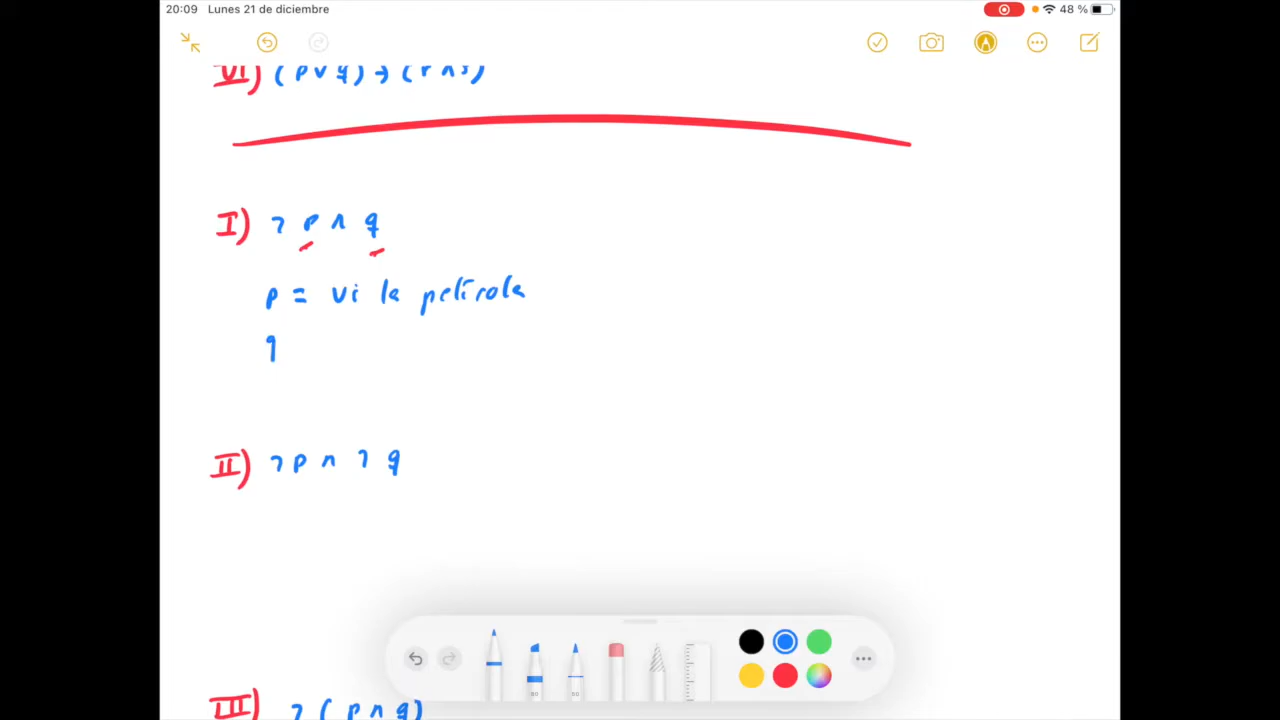 20:09 Lunes 21 de diciembre 48 %
VI) (p ∨ q) → (r ∧ s)
I) ¬ p ∧ q
p = vi la película
q
II) ¬ p ∧ ¬ q
III) ¬ ( p ∧ q )